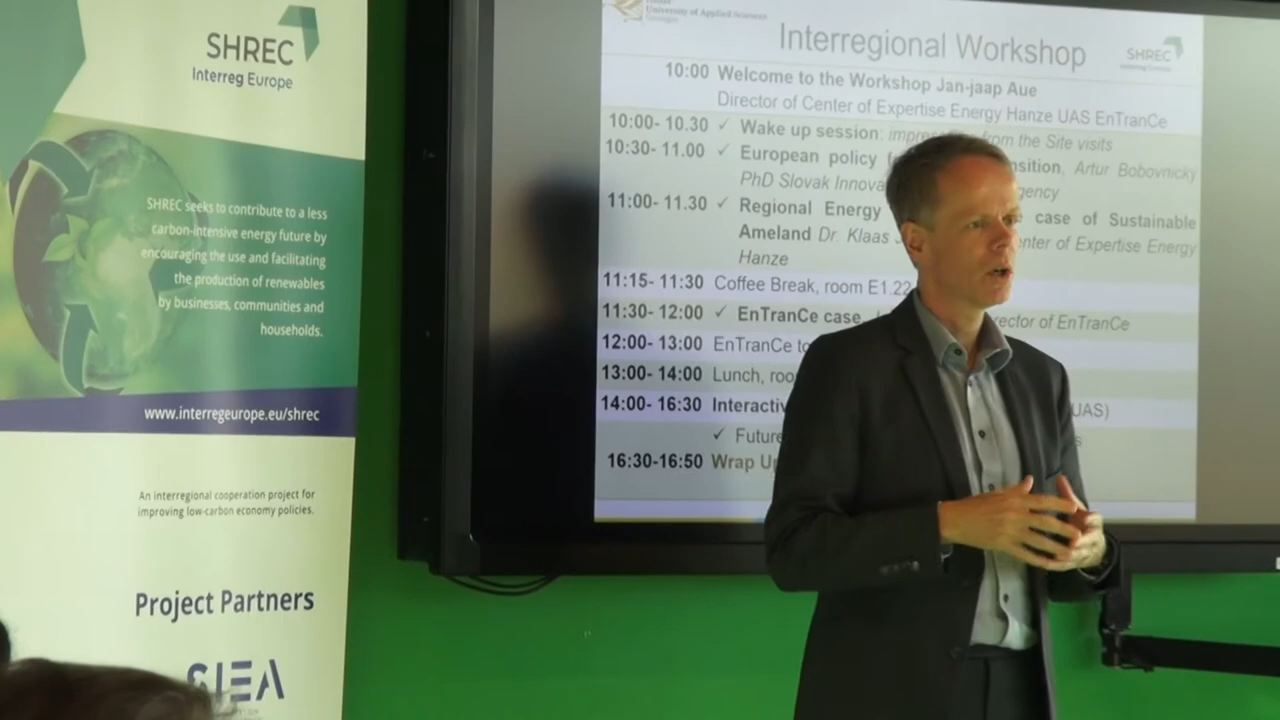 SHREC
Interreg Europe
SHREC seeks to contribute to a less
carbon-intensive energy future by
encouraging the use and facilitating
the production of renewables
by businesses, communities and
households.
www.interregeurope.eu/shrec
An interregional cooperation project for
improving low-carbon economy policies.
Project Partners
SIEA
University of Applied Sciences
Groningen
Interregional Workshop
SHREC
Interreg Europe
10:00 Welcome to the Workshop Jan-jaap Aue
Director of Center of Expertise Energy Hanze UAS EnTranCe
10:00- 10.30 ✓ Wake up session: from the Site visits
10:30- 11.00 ✓ European policy Artur Bobovnicky
PhD Slovak
11:00- 11.30 ✓ Regional Energy case of Sustainable
Ameland Dr. Klaas of Expertise Energy
Hanze
11:15- 11:30 Coffee Break, room E1.22
11:30- 12:00 ✓ EnTranCe case, of EnTranCe
12:00- 13:00 EnTranCe
13:00- 14:00 Lunch,
14:00- 16:30 UAS)
✓ Future
16:30-16:50 Wrap